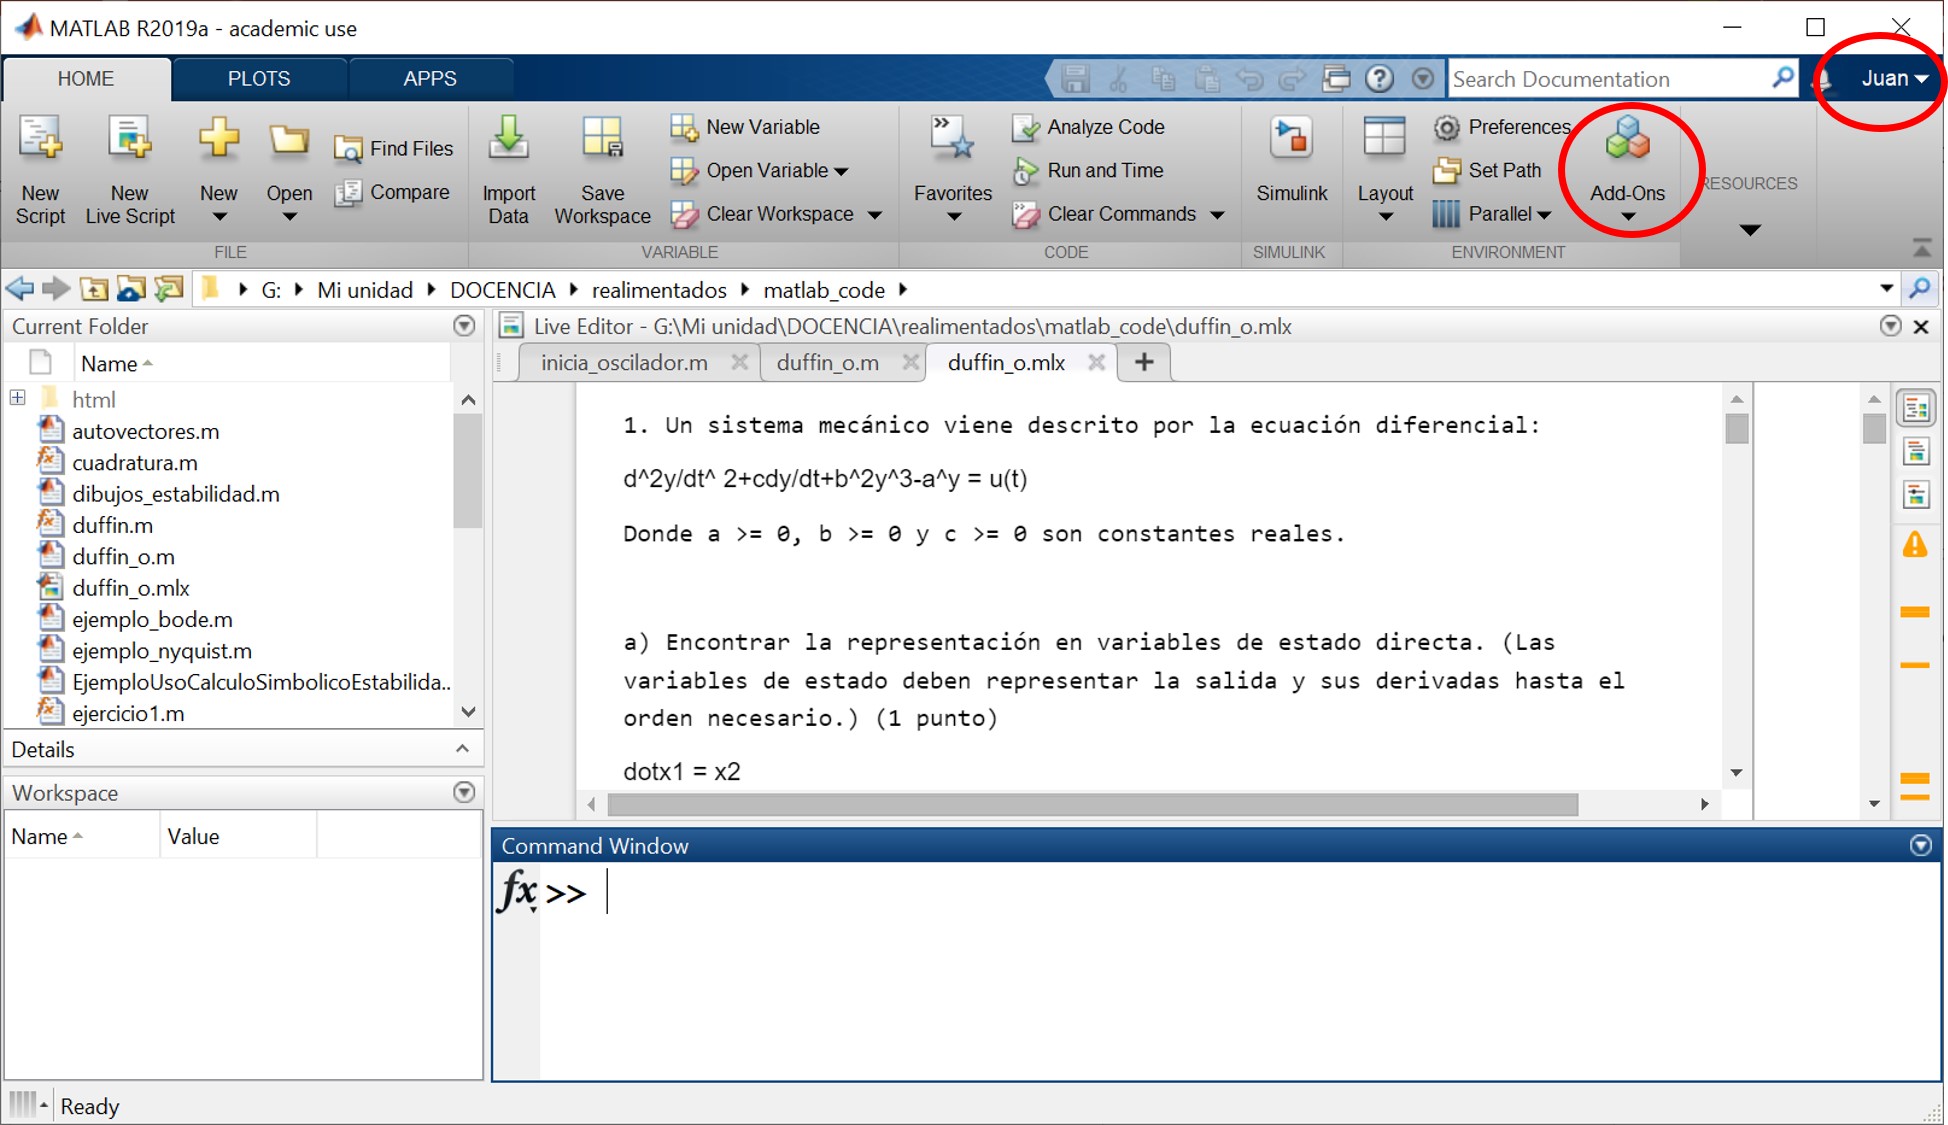 MATLAB R2019a - academic use
HOME
PLOTS
APPS
Search Documentation
Juan
New Script
New Live Script
New
Open
Find Files
Compare
FILE
Import Data
Save Workspace
New Variable
Open Variable
Clear Workspace
VARIABLE
Favorites
Analyze Code
Run and Time
Clear Commands
CODE
Simulink
SIMULINK
Layout
Preferences
Set Path
Parallel
ENVIRONMENT
Add-Ons
RESOURCES
G: Mi unidad DOCENCIA realimentados matlab_code
Current Folder
Name
html
autovectores.m
cuadratura.m
dibujos_estabilidad.m
duffin.m
duffin_o.m
duffin_o.mlx
ejemplo_bode.m
ejemplo_nyquist.m
EjemploUsoCalculoSimbolicoEstabilida..
ejercicio1.m
Details
Workspace
Name Value
Live Editor - G:\Mi unidad\DOCENCIA\realimentados\matlab_code\duffin_o.mlx
inicia_oscilador.m
duffin_o.m
duffin_o.mlx
+
1. Un sistema mecánico viene descrito por la ecuación diferencial:
d^2y/dt^ 2+cdy/dt+b^2y^3-a^y = u(t)
Donde a >= 0, b >= 0 y c >= 0 son constantes reales.
a) Encontrar la representación en variables de estado directa. (Las
variables de estado deben representar la salida y sus derivadas hasta el
orden necesario.) (1 punto)
dotx1 = x2
Command Window
fx >>
Ready